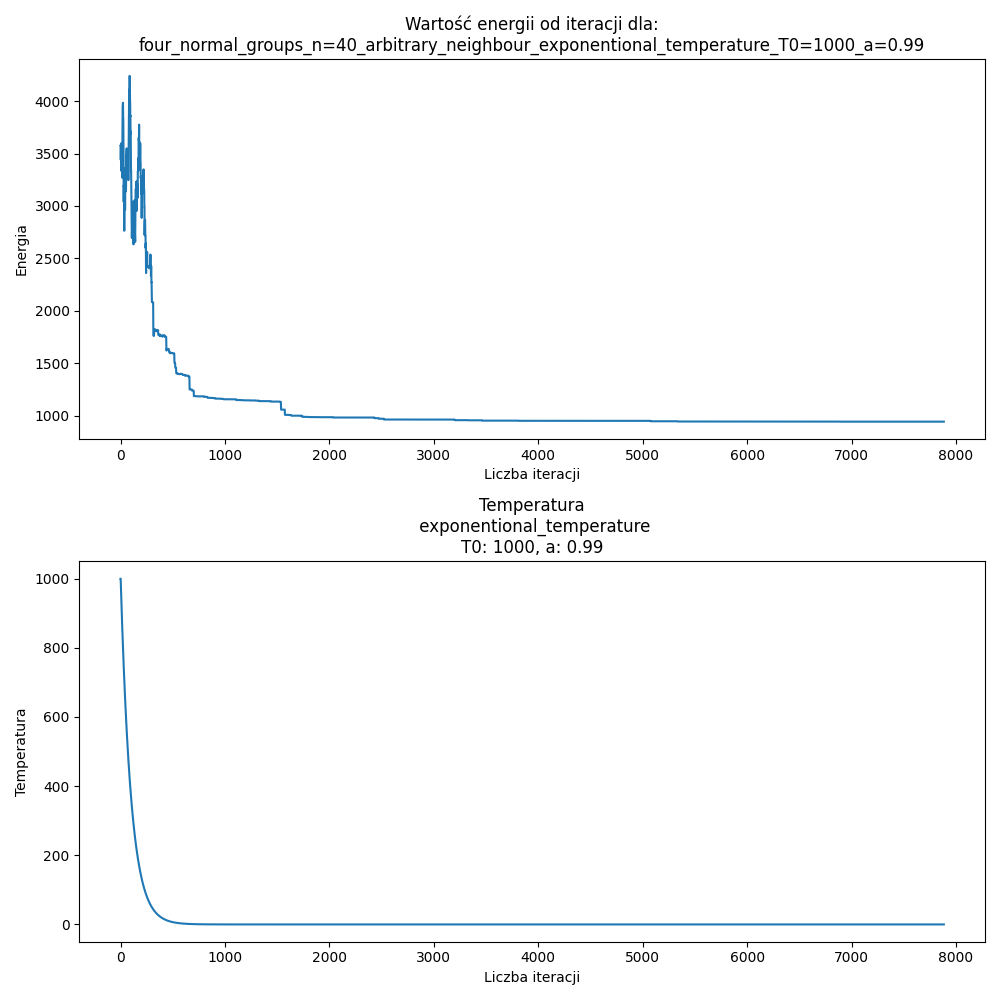 Wartość energii od iteracji dla:
four_normal_groups_n=40_arbitrary_neighbour_exponentional_temperature_T0=1000_a=0.99
4000
3500
3000
2500
2000
1500
1000
Energia
0 1000 2000 3000 4000 5000 6000 7000 8000
Liczba iteracji
Temperatura
exponentional_temperature
T0: 1000, a: 0.99
1000
800
600
400
200
0
Temperatura
0 1000 2000 3000 4000 5000 6000 7000 8000
Liczba iteracji